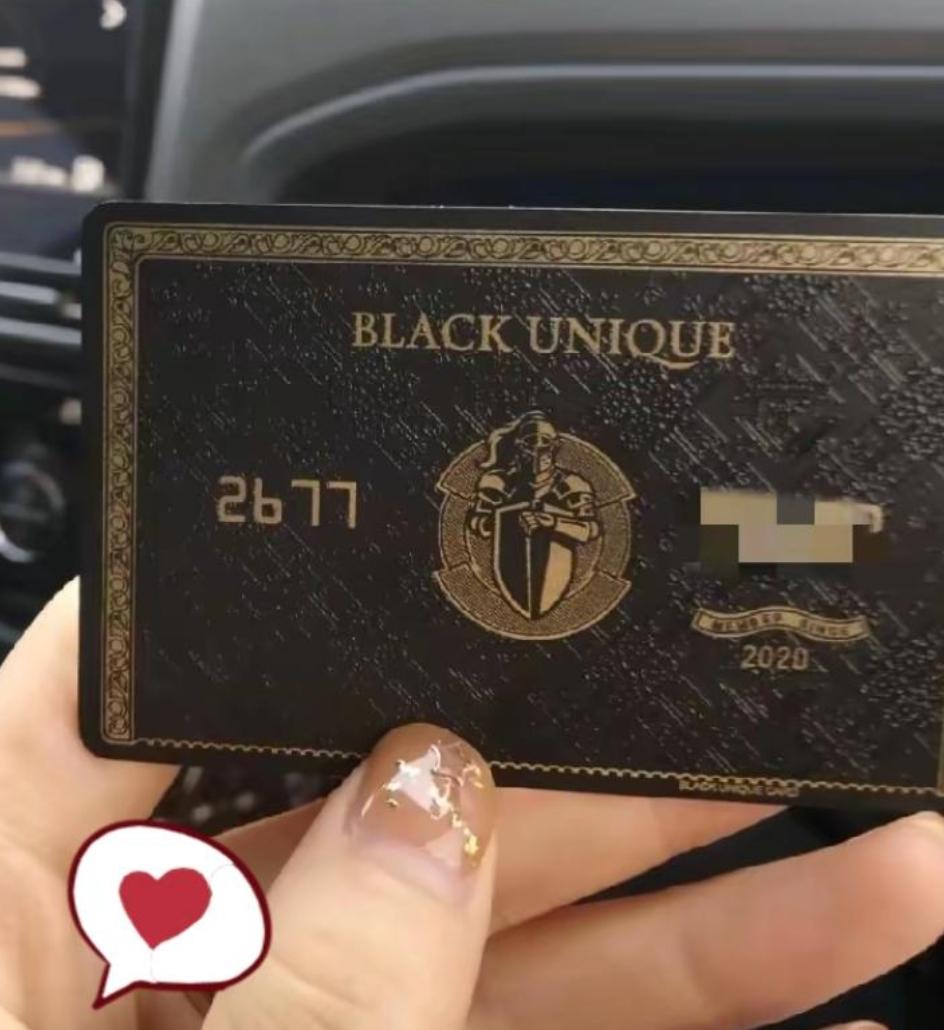 BLACK UNIQUE
2677
MEMBER SINCE
2020
BLACK UNIQUE CARD